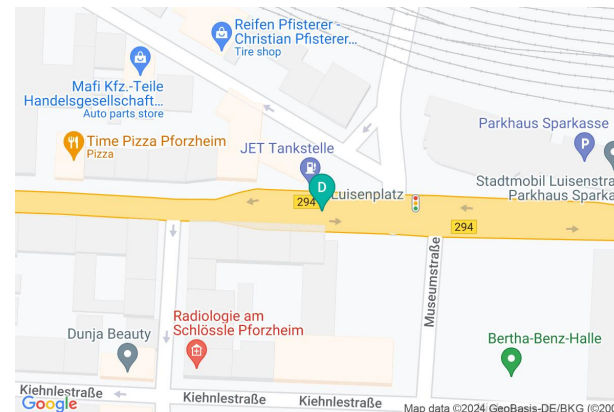 Reifen Pfisterer -
Christian Pfisterer...
Tire shop
Mafi Kfz.-Teile
Handelsgesellschaft...
Auto parts store
Time Pizza Pforzheim
Pizza
JET Tankstelle
Parkhaus Sparkasse
P
Stadtmobil Luisenstra
Parkhaus Sparka
D
Luisenplatz
294
294
Museumstraße
Radiologie am
Schlössle Pforzheim
Dunja Beauty
Bertha-Benz-Halle
Kiehnlestraße
Kiehnlestraße
Kiehnlestraße
Google
Map data ©2024 GeoBasis-DE/BKG (©200